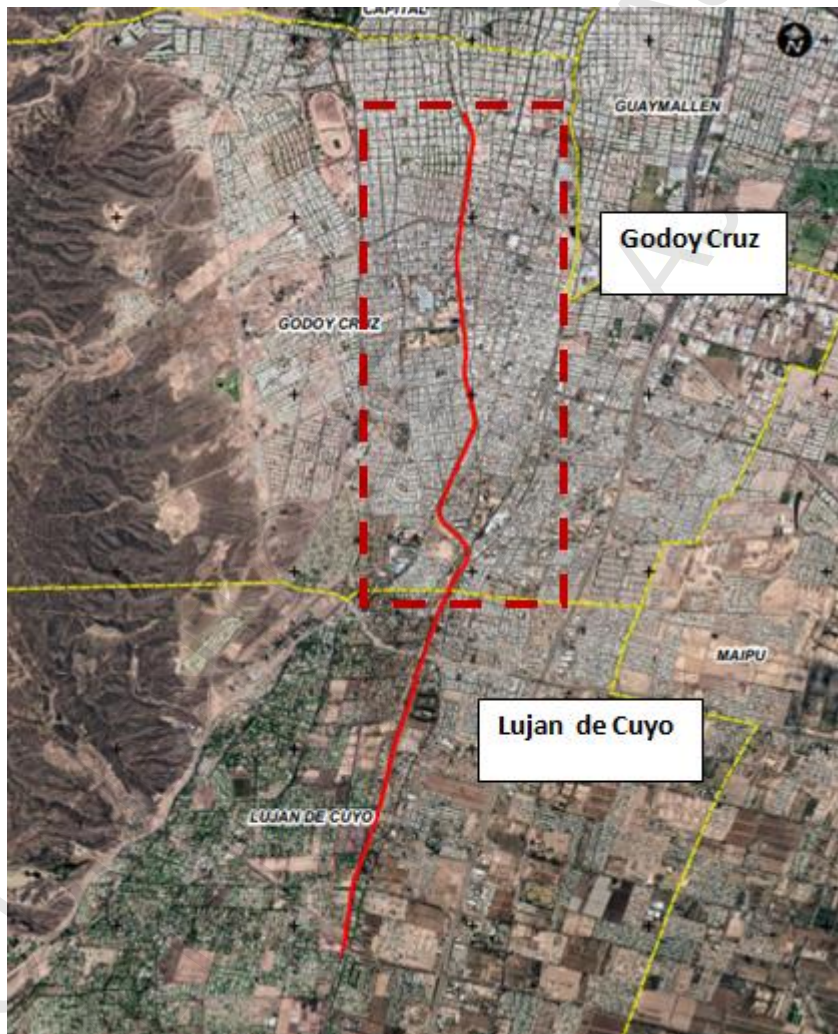 CAPITAL
N
GUAYMALLEN
Godoy Cruz
GODOY CRUZ
MAIPU
Lujan de Cuyo
LUJAN DE CUYO